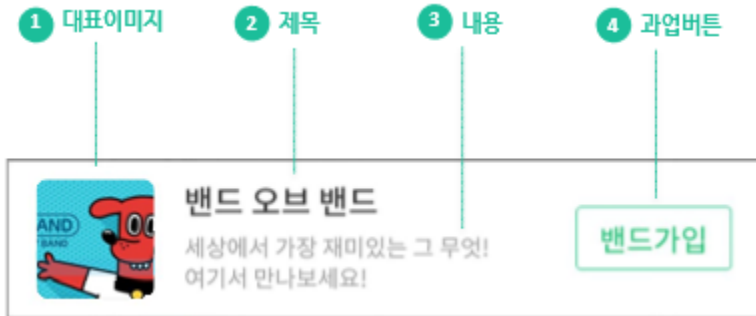 1 대표이미지
2 제목
3 내용
4 과업버튼
AND
BAND
밴드 오브 밴드
세상에서 가장 재미있는 그 무엇!
여기서 만나보세요!
밴드가입